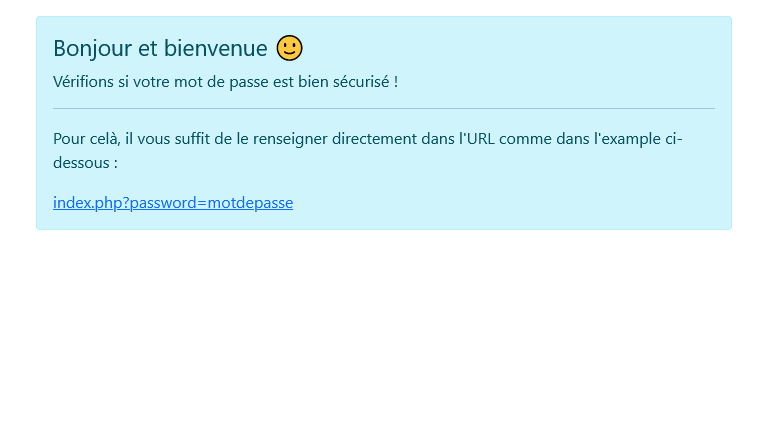 Bonjour et bienvenue 🙂
Vérifions si votre mot de passe est bien sécurisé !
Pour celà, il vous suffit de le renseigner directement dans l'URL comme dans l'example ci-
dessous :
index.php?password=motdepasse